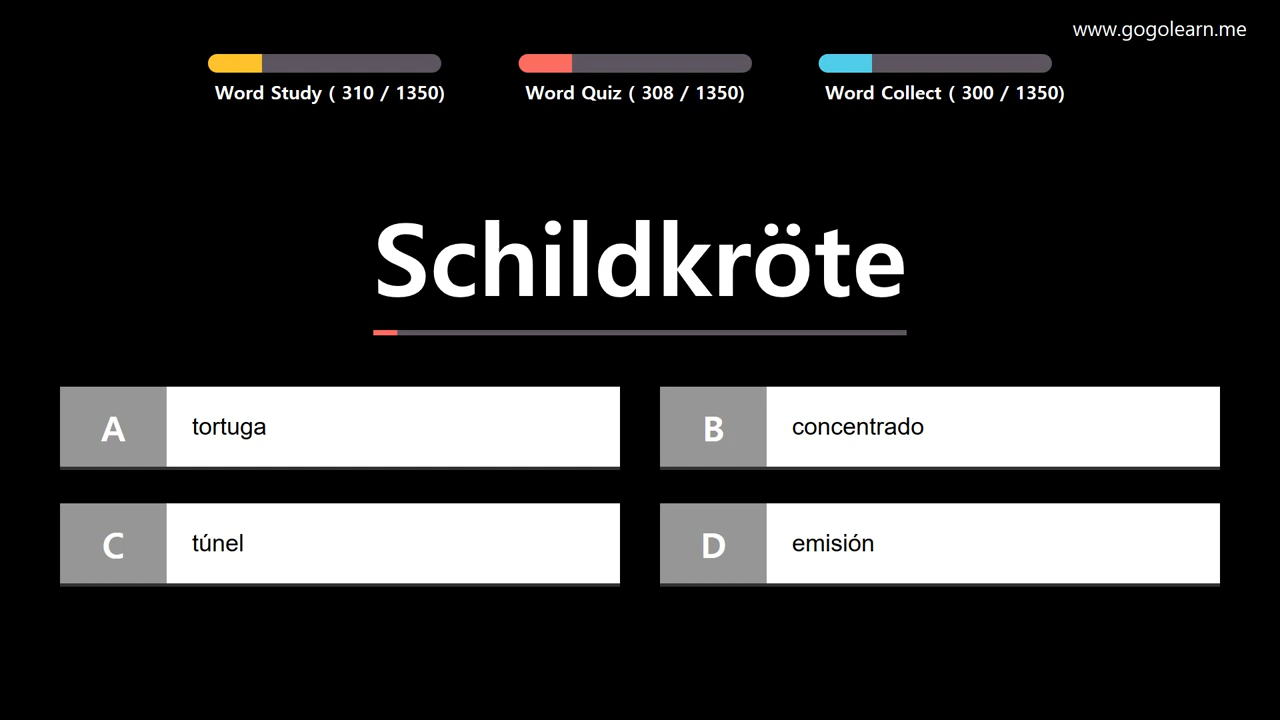 www.gogolearn.me
Word Study ( 310 / 1350)
Word Quiz ( 308 / 1350)
Word Collect ( 300 / 1350)
Schildkröte
A
tortuga
B
concentrado
C
túnel
D
emisión